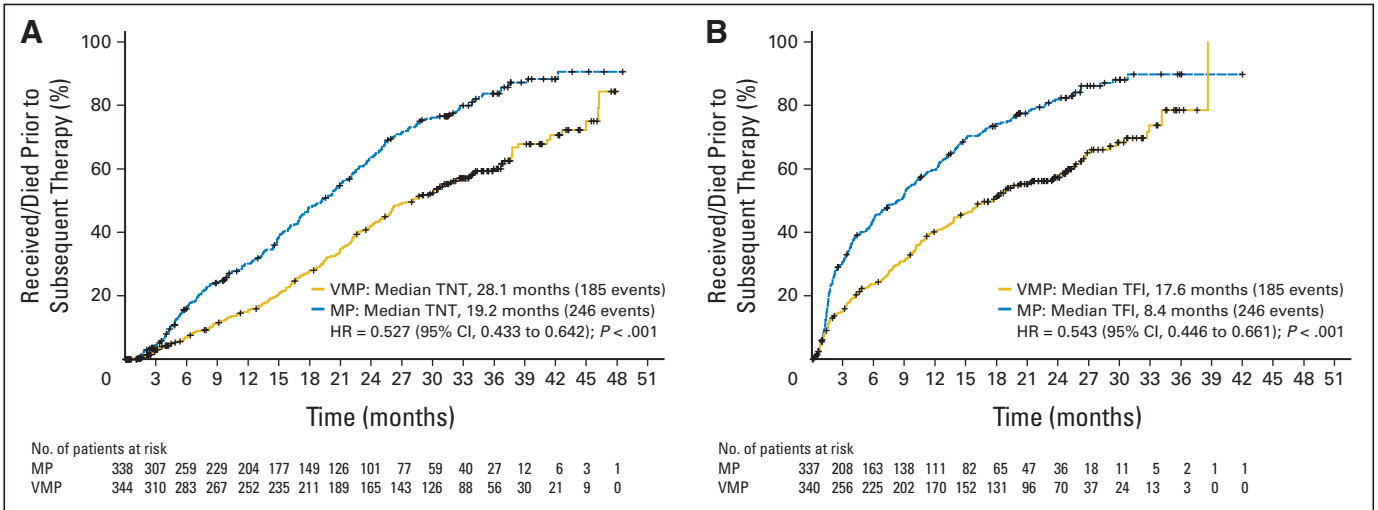 A
100
80
60
40
20
Received/Died Prior to
Subsequent Therapy (%)
VMP: Median TNT, 28.1 months (185 events)
MP: Median TNT, 19.2 months (246 events)
HR = 0.527 (95% CI, 0.433 to 0.642); P < .001
0 3 6 9 12 15 18 21 24 27 30 33 36 39 42 45 48 51
Time (months)
No. of patients at risk
MP 338 307 259 229 204 177 149 126 101 77 59 40 27 12 6 3 1
VMP 344 310 283 267 252 235 211 189 165 143 126 88 56 30 21 9 0
B
100
80
60
40
20
Received/Died Prior to
Subsequent Therapy (%)
VMP: Median TFI, 17.6 months (185 events)
MP: Median TFI, 8.4 months (246 events)
HR = 0.543 (95% CI, 0.446 to 0.661); P < .001
0 3 6 9 12 15 18 21 24 27 30 33 36 39 42 45 48 51
Time (months)
No. of patients at risk
MP 337 208 163 138 111 82 65 47 36 18 11 5 2 1 1
VMP 340 256 225 202 170 152 131 96 70 37 24 13 3 0 0